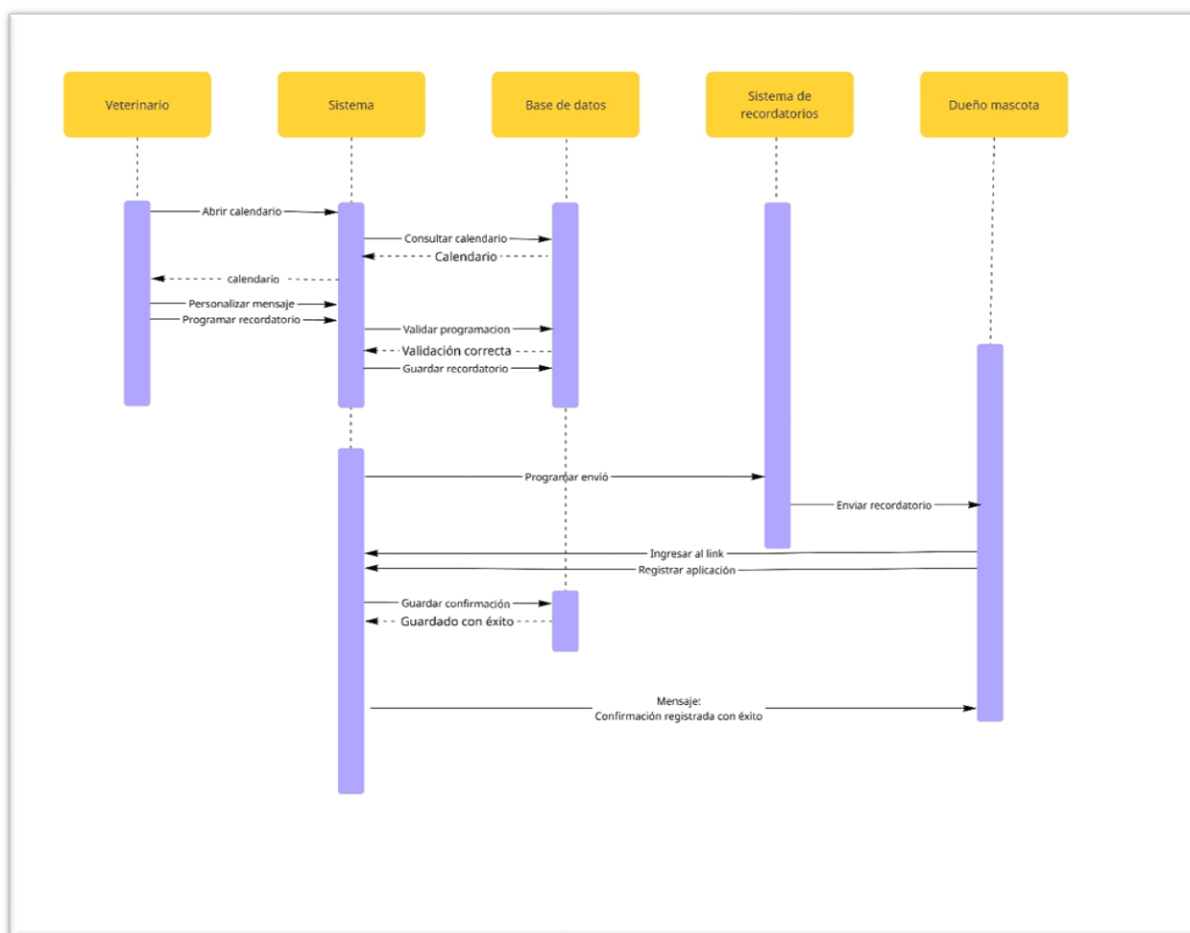 Veterinario
Sistema
Base de datos
Sistema de
recordatorios
Dueño mascota
Abrir calendario
Consultar calendario
Calendario
calendario
Personalizar mensaje
Programar recordatorio
Validar programacion
Validación correcta
Guardar recordatorio
Programar envió
Enviar recordatorio
Ingresar al link
Registrar aplicación
Guardar confirmación
Guardado con éxito
Mensaje:
Confirmación registrada con éxito